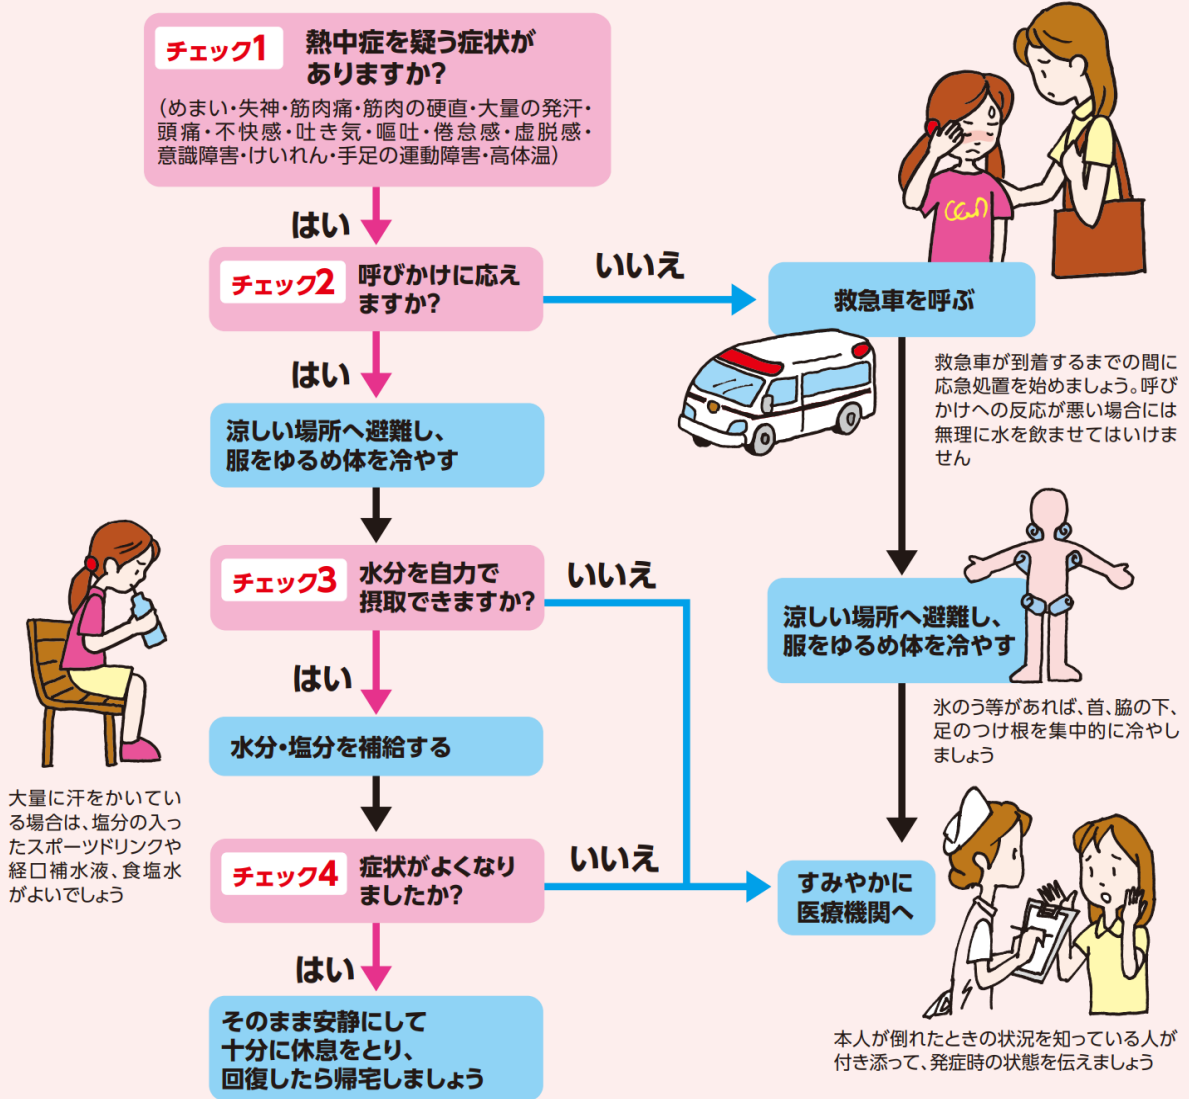 チェック1
熱中症を疑う症状が
ありますか?
(めまい・失神・筋肉痛・筋肉の硬直・大量の発汗・
頭痛・不快感・吐き気・嘔吐・倦怠感・虚脱感・
意識障害・けいれん・手足の運動障害・高体温)
はい
チェック2
呼びかけに応え
ますか?
いいえ
救急車を呼ぶ
救急車が到着するまでの間に
応急処置を始めましょう。呼び
かけへの反応が悪い場合には
無理に水を飲ませてはいけま
せん
はい
涼しい場所へ避難し、
服をゆるめ体を冷やす
チェック3
水分を自力で
摂取できますか?
いいえ
涼しい場所へ避難し、
服をゆるめ体を冷やす
氷のう等があれば、首、脇の下、
足のつけ根を集中的に冷やし
ましょう
はい
水分・塩分を補給する
大量に汗をかいてい
る場合は、塩分の入っ
たスポーツドリンクや
経口補水液、食塩水
がよいでしょう
チェック4
症状がよくなり
ましたか?
いいえ
すみやかに
医療機関へ
本人が倒れたときの状況を知っている人が
付き添って、発症時の状態を伝えましょう
はい
そのまま安静にして
十分に休息をとり、
回復したら帰宅しましょう